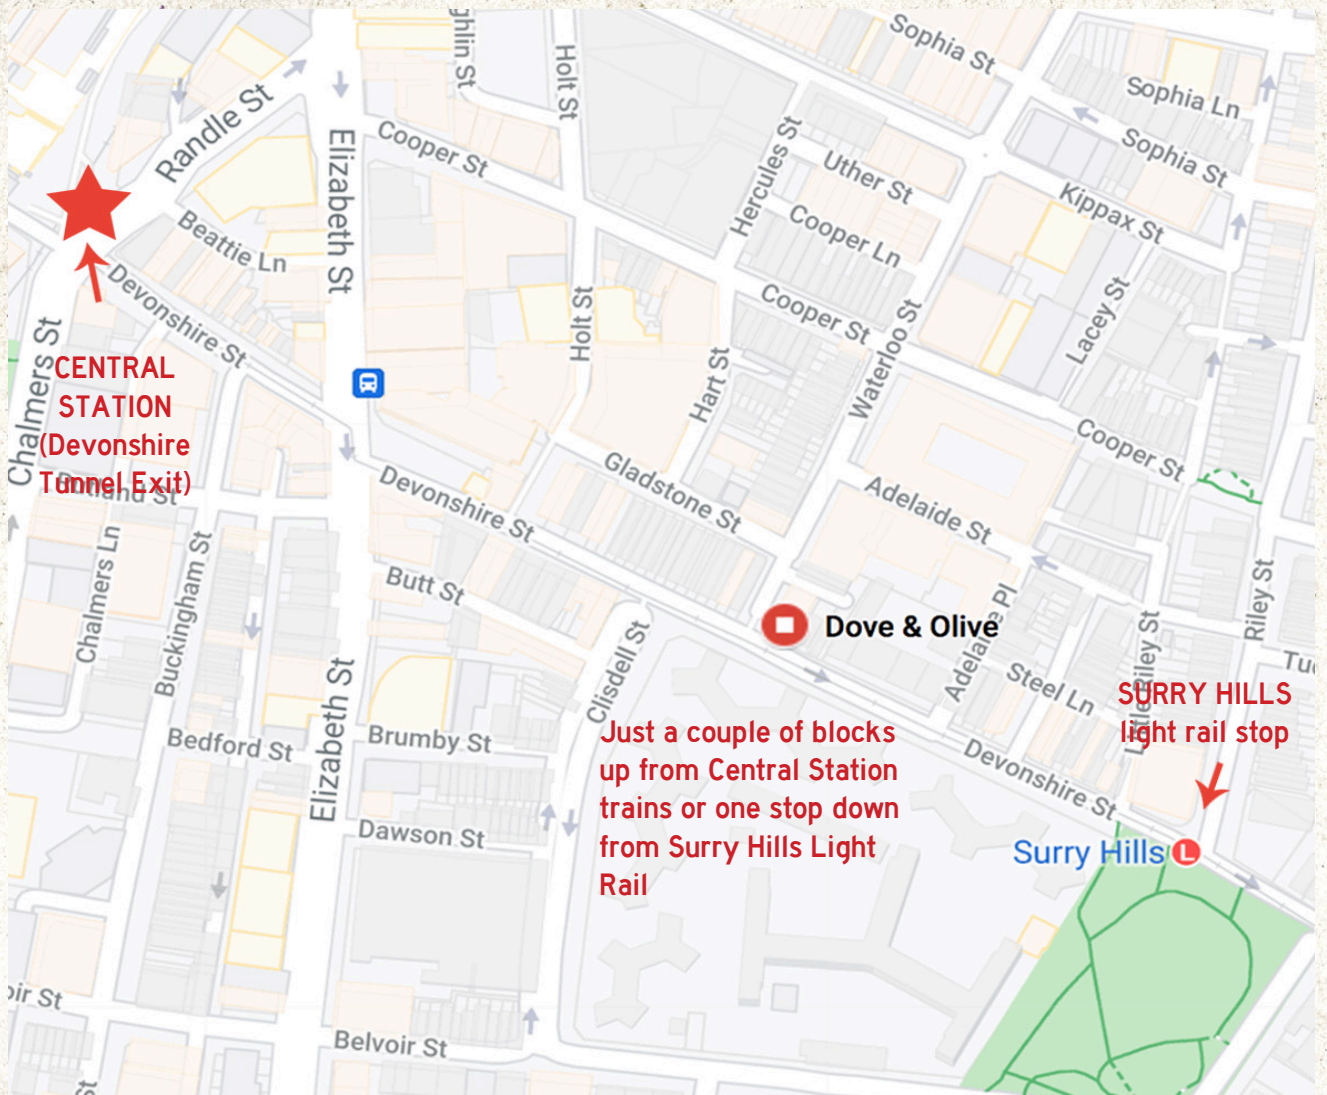 Sophia St
Sophia Ln
Sophia St
Holt St
Randle St
Elizabeth St
Cooper St
Hercules St
Uther St
Cooper Ln
Kippax St
Beattie Ln
Devonshire St
Holt St
Cooper St
Lacey St
Waterloo St
Hart St
Chalmers St
CENTRAL
STATION
(Devonshire
Tunnel Exit)
Cooper St
Gladstone St
Devonshire St
Adelaide St
Chalmers Ln
Buckingham St
Butt St
Riley St
Adelaide Pl
Dove & Olive
Clisdell St
Little Riley St
Steel Ln
SURRY HILLS
light rail stop
Elizabeth St
Bedford St
Brumby St
Just a couple of blocks
up from Central Station
trains or one stop down
from Surry Hills Light
Rail
Devonshire St
Dawson St
Surry Hills L
Belvoir St